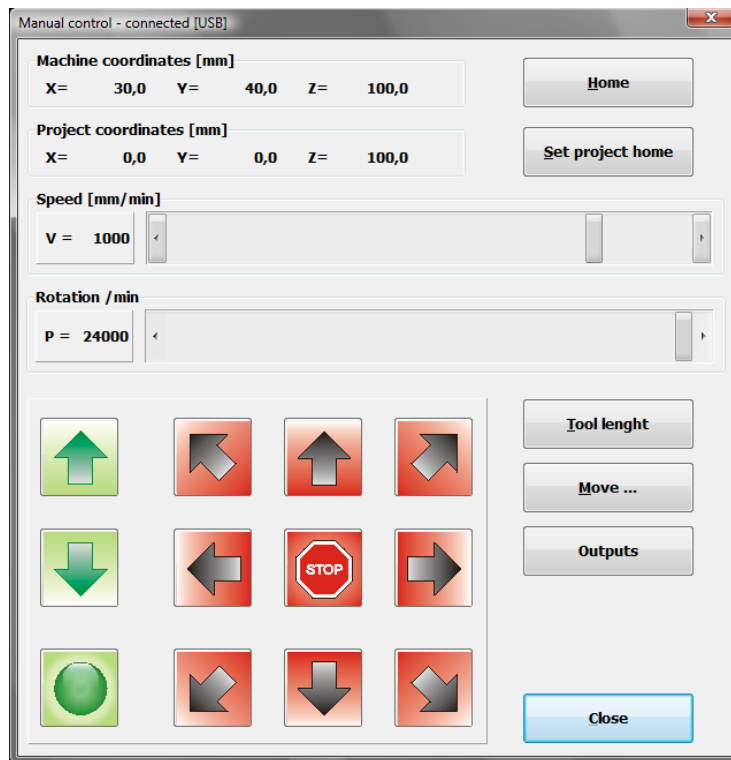 Manual control - connected [USB]
Machine coordinates [mm]
X= 30,0 Y= 40,0 Z= 100,0
Home
Project coordinates [mm]
X= 0,0 Y= 0,0 Z= 100,0
Set project home
Speed [mm/min]
V = 1000
Rotation /min
P = 24000
Tool lenght
Move ...
STOP
Outputs
Close